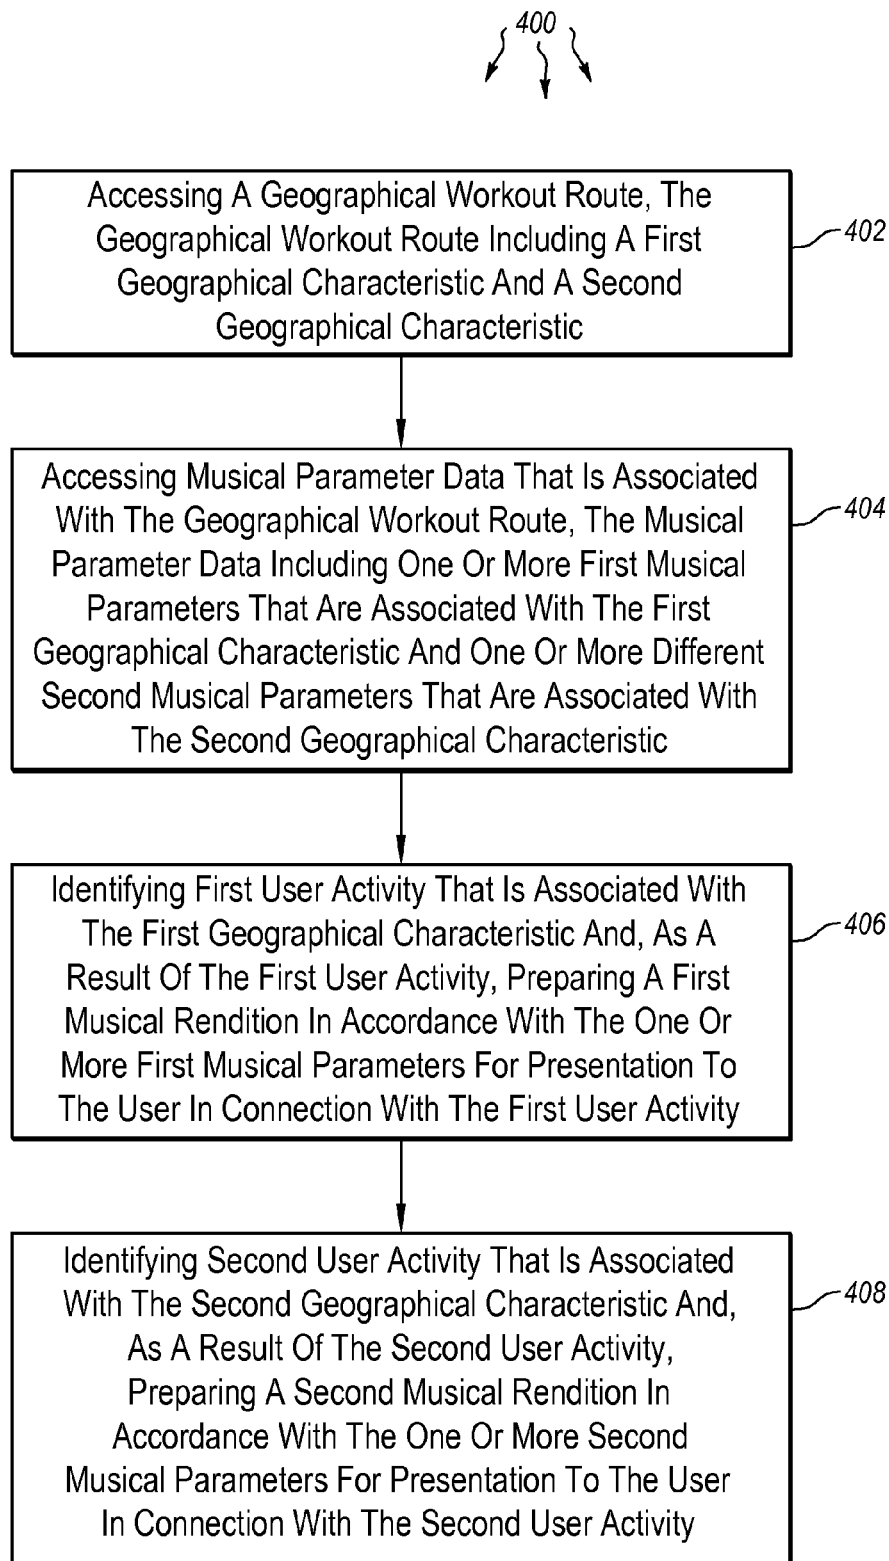 400
Accessing A Geographical Workout Route, The
Geographical Workout Route Including A First
Geographical Characteristic And A Second
Geographical Characteristic
402
Accessing Musical Parameter Data That Is Associated
With The Geographical Workout Route, The Musical
Parameter Data Including One Or More First Musical
Parameters That Are Associated With The First
Geographical Characteristic And One Or More Different
Second Musical Parameters That Are Associated With
The Second Geographical Characteristic
404
Identifying First User Activity That Is Associated With
The First Geographical Characteristic And, As A
Result Of The First User Activity, Preparing A First
Musical Rendition In Accordance With The One Or
More First Musical Parameters For Presentation To
The User In Connection With The First User Activity
406
Identifying Second User Activity That Is Associated
With The Second Geographical Characteristic And,
As A Result Of The Second User Activity,
Preparing A Second Musical Rendition In
Accordance With The One Or More Second
Musical Parameters For Presentation To The User
In Connection With The Second User Activity
408